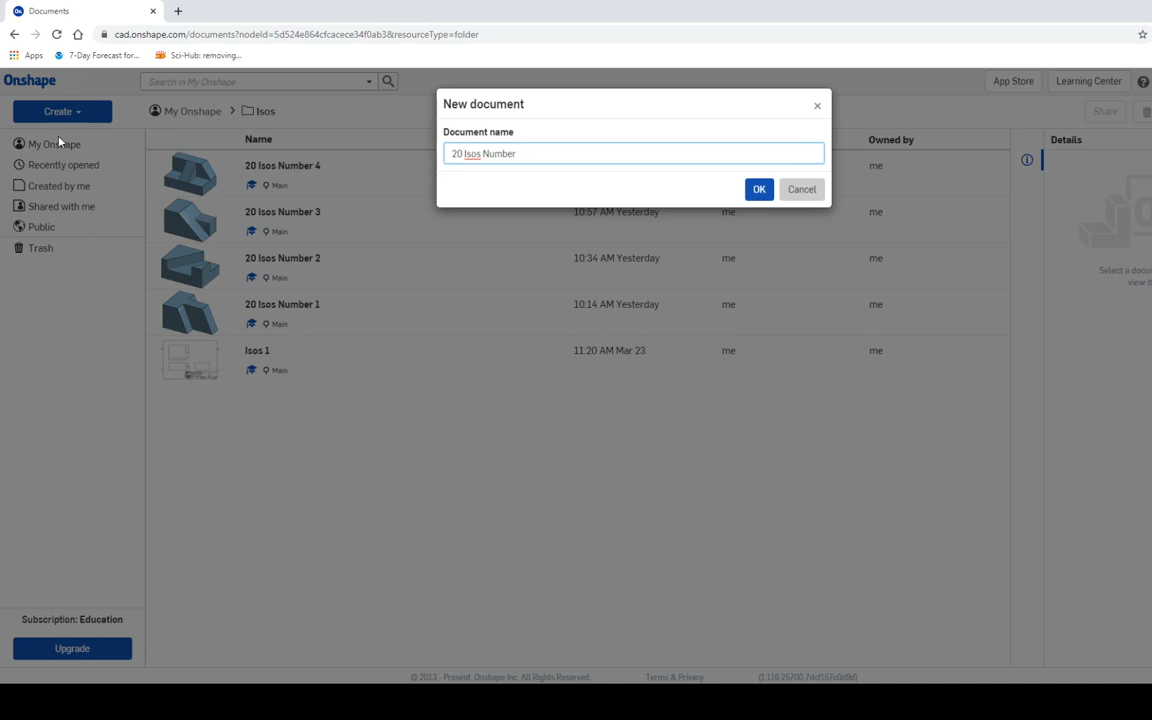 Documents
cad.onshape.com/documents?nodeId=5d524e864cfcacece34f0ab3&resourceType=folder
Apps 7-Day Forecast for... Sci-Hub: removing...
Onshape Search in My Onshape App Store Learning Center
Create My Onshape > Isos Share
New document
Document name
20 Isos Number
OK Cancel
My Onshape
Recently opened
Created by me
Shared with me
Public
Trash
Name Owned by Details
20 Isos Number 4 me
Main
20 Isos Number 3 10:57 AM Yesterday me me
Main
20 Isos Number 2 10:34 AM Yesterday me me
Main
20 Isos Number 1 10:14 AM Yesterday me me
Main
Isos 1 11:20 AM Mar 23 me me
Main
Select a docu
view i
Subscription: Education
Upgrade
© 2013 - Present, Onshape Inc. All Rights Reserved. Terms & Privacy